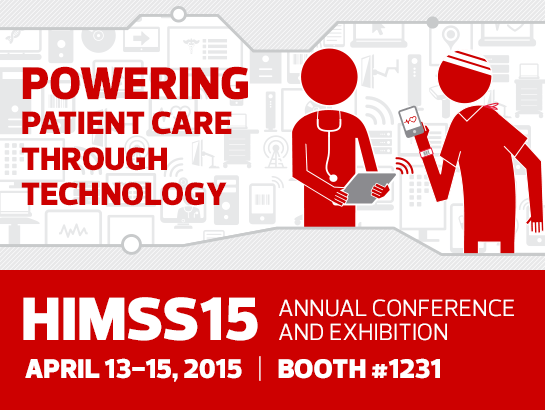 POWERING
PATIENT CARE
THROUGH
TECHNOLOGY
HIMSS15
ANNUAL CONFERENCE
AND EXHIBITION
APRIL 13–15, 2015 | BOOTH #1231